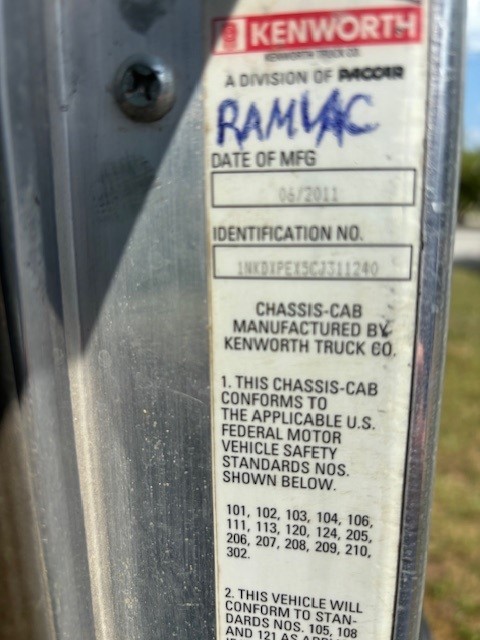 KENWORTH
KENWORTH TRUCK CO.
A DIVISION OF PACCAR
RAMVAC
DATE OF MFG
06/2011
IDENTIFICATION NO.
1NKDXPEX5CJ311240
CHASSIS-CAB
MANUFACTURED BY
KENWORTH TRUCK CO.
1. THIS CHASSIS-CAB
CONFORMS TO
THE APPLICABLE U.S.
FEDERAL MOTOR
VEHICLE SAFETY
STANDARDS NOS.
SHOWN BELOW.
101, 102, 103, 104, 106,
111, 113, 120, 124, 205,
206, 207, 208, 209, 210,
302.
2. THIS VEHICLE WILL
CONFORM TO STAN-
DARDS NOS. 105, 108
AND 121 AS